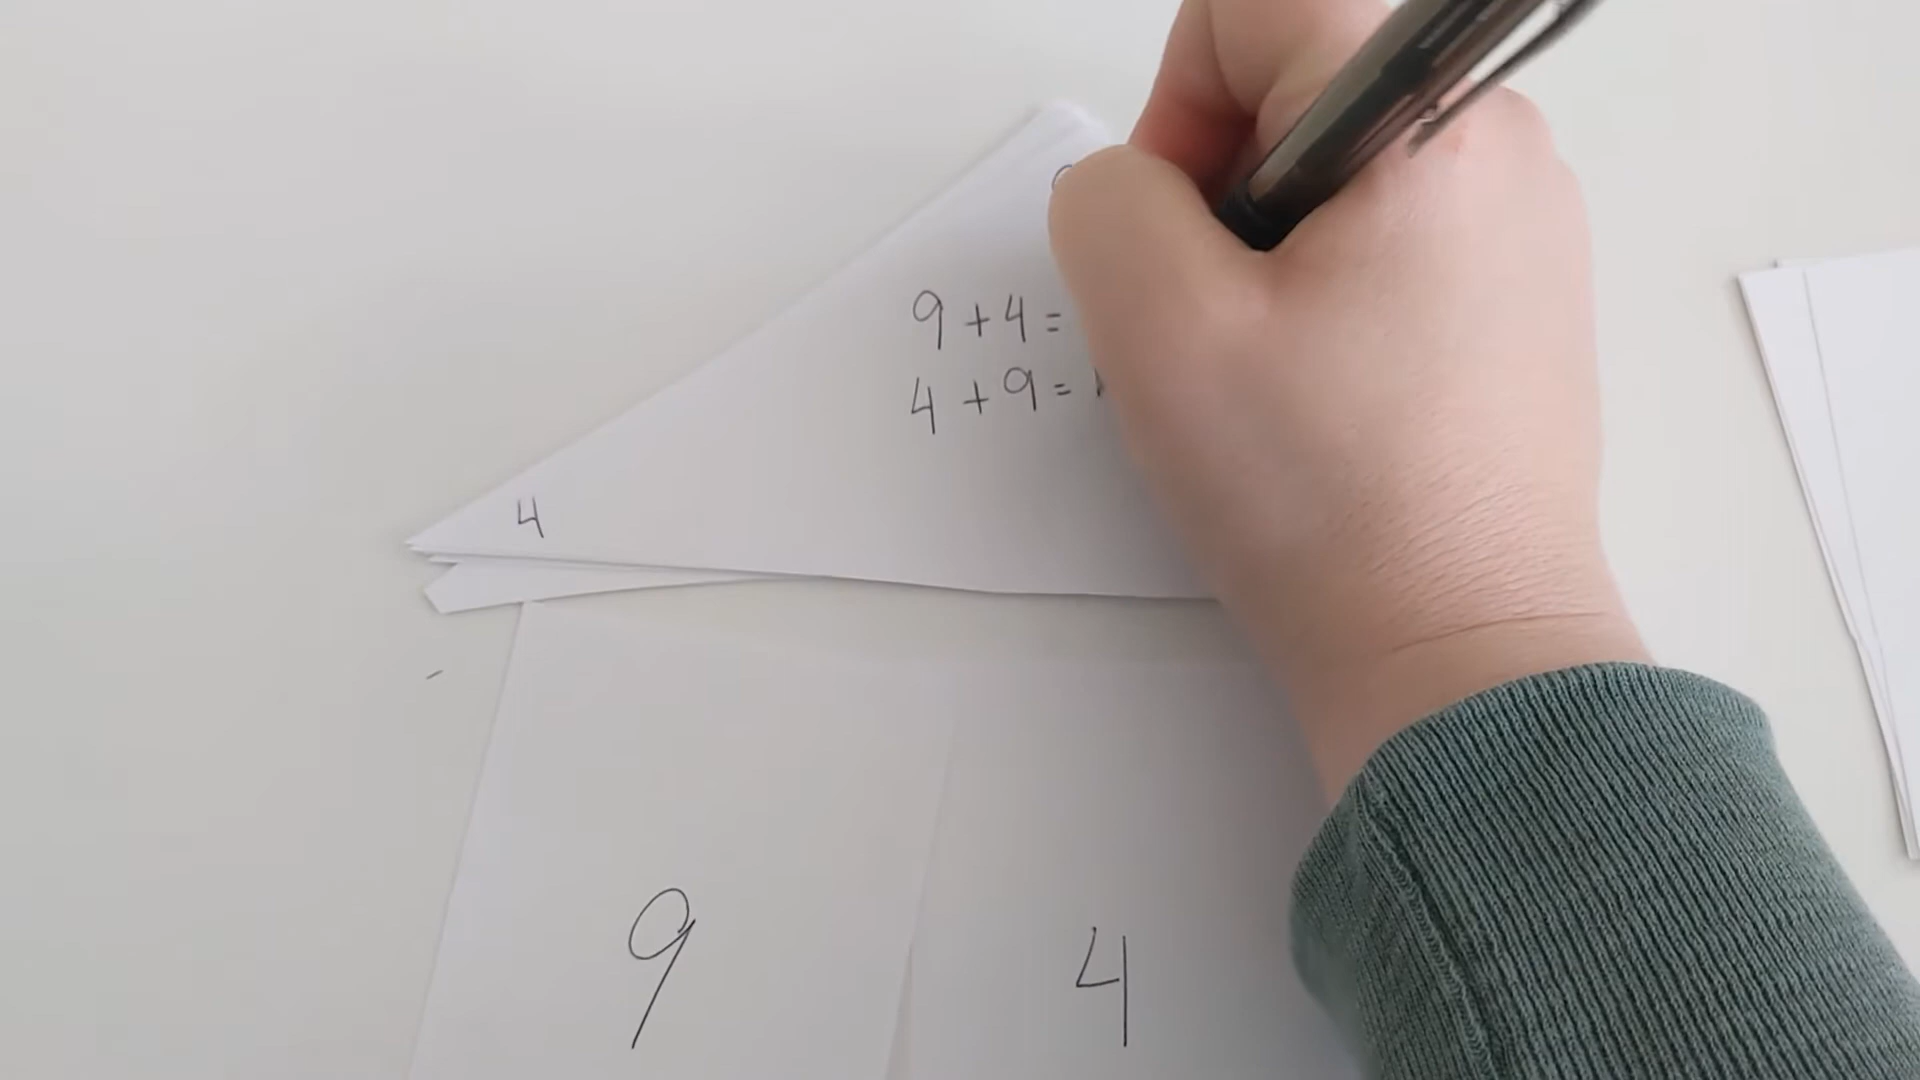 9 + 4 =
4 + 9 =
4
9
4